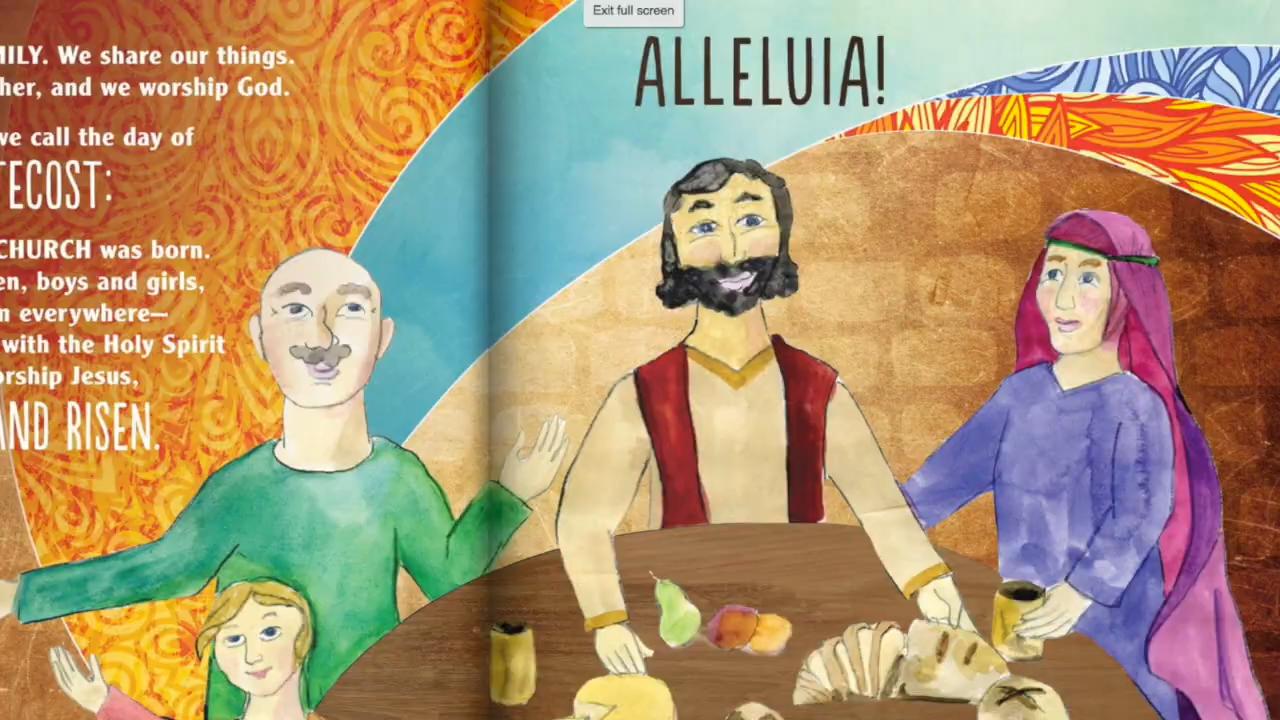 MILY. We share our things.
her, and we worship God.
we call the day of
TECOST:
CHURCH was born.
en, boys and girls,
m everywhere—
with the Holy Spirit
orship Jesus,
AND RISEN.
Exit full screen
ALLELUIA!